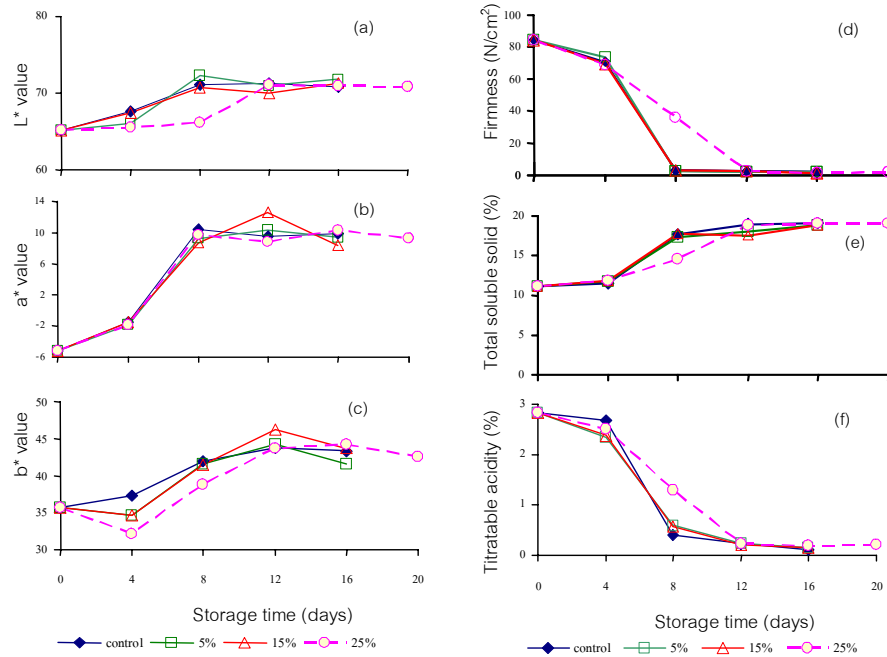 80
70
60
L* value
(a)
14
10
6
2
-2
-6
a* value
(b)
50
45
40
35
30
b* value
(c)
0 4 8 12 16 20
Storage time (days)
control 5% 15% 25%
100
80
60
40
20
0
Firmness (N/cm²)
(d)
20
15
10
5
0
Total soluble solid (%)
(e)
3
2
1
0
Titratable acidity (%)
(f)
0 4 8 12 16 20
Storage time (days)
control 5% 15% 25%